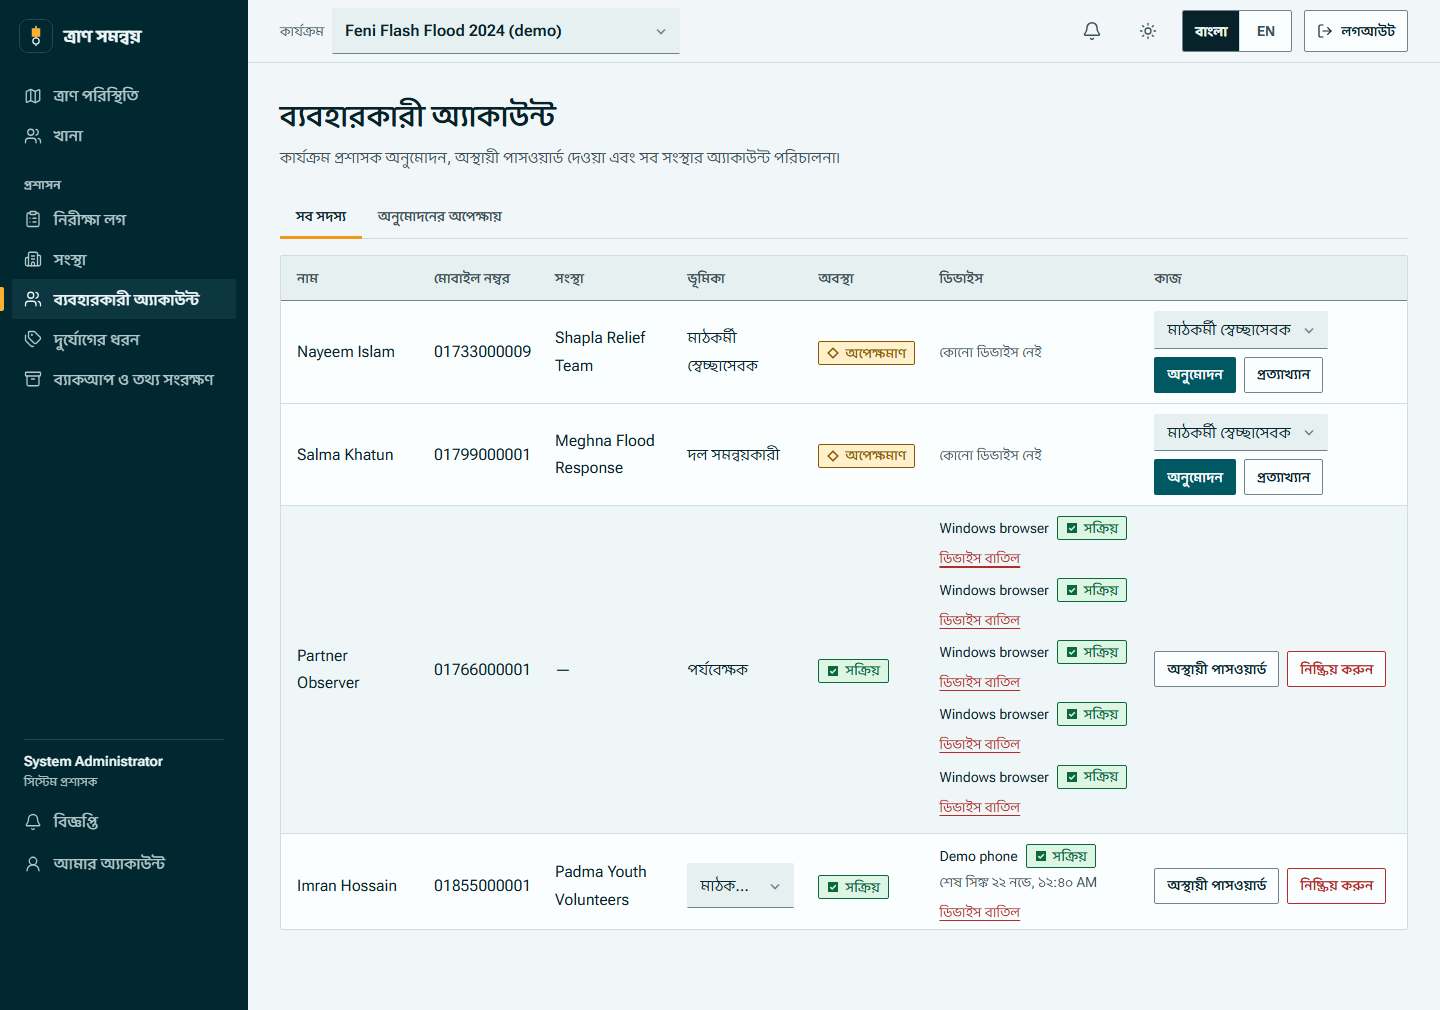 ত্রাণ সমন্বয়
ত্রাণ পরিস্থিতি
খানা
প্রশাসন
নিরীক্ষা লগ
সংস্থা
ব্যবহারকারী অ্যাকাউন্ট
দুর্যোগের ধরন
ব্যাকআপ ও তথ্য সংরক্ষণ
System Administrator
সিস্টেম প্রশাসক
বিজ্ঞপ্তি
আমার অ্যাকাউন্ট
কার্যক্রম Feni Flash Flood 2024 (demo) বাংলা EN লগআউট
ব্যবহারকারী অ্যাকাউন্ট
কার্যক্রম প্রশাসক অনুমোদন, অস্থায়ী পাসওয়ার্ড দেওয়া এবং সব সংস্থার অ্যাকাউন্ট পরিচালনা।
সব সদস্য অনুমোদনের অপেক্ষায়
নাম মোবাইল নম্বর সংস্থা ভূমিকা অবস্থা ডিভাইস কাজ
Nayeem Islam 01733000009 Shapla Relief Team মাঠকর্মী স্বেচ্ছাসেবক অপেক্ষমাণ কোনো ডিভাইস নেই মাঠকর্মী স্বেচ্ছাসেবক
অনুমোদন প্রত্যাখ্যান
Salma Khatun 01799000001 Meghna Flood Response দল সমন্বয়কারী অপেক্ষমাণ কোনো ডিভাইস নেই মাঠকর্মী স্বেচ্ছাসেবক
অনুমোদন প্রত্যাখ্যান
Partner Observer 01766000001 — পর্যবেক্ষক সক্রিয়
Windows browser সক্রিয়
ডিভাইস বাতিল
Windows browser সক্রিয়
ডিভাইস বাতিল
Windows browser সক্রিয়
ডিভাইস বাতিল
Windows browser সক্রিয়
ডিভাইস বাতিল
Windows browser সক্রিয়
ডিভাইস বাতিল
অস্থায়ী পাসওয়ার্ড নিষ্ক্রিয় করুন
Imran Hossain 01855000001 Padma Youth Volunteers মাঠক... সক্রিয়
Demo phone সক্রিয়
শেষ সিঙ্ক ২২ নভে, ১২:৪০ AM
ডিভাইস বাতিল
অস্থায়ী পাসওয়ার্ড নিষ্ক্রিয় করুন